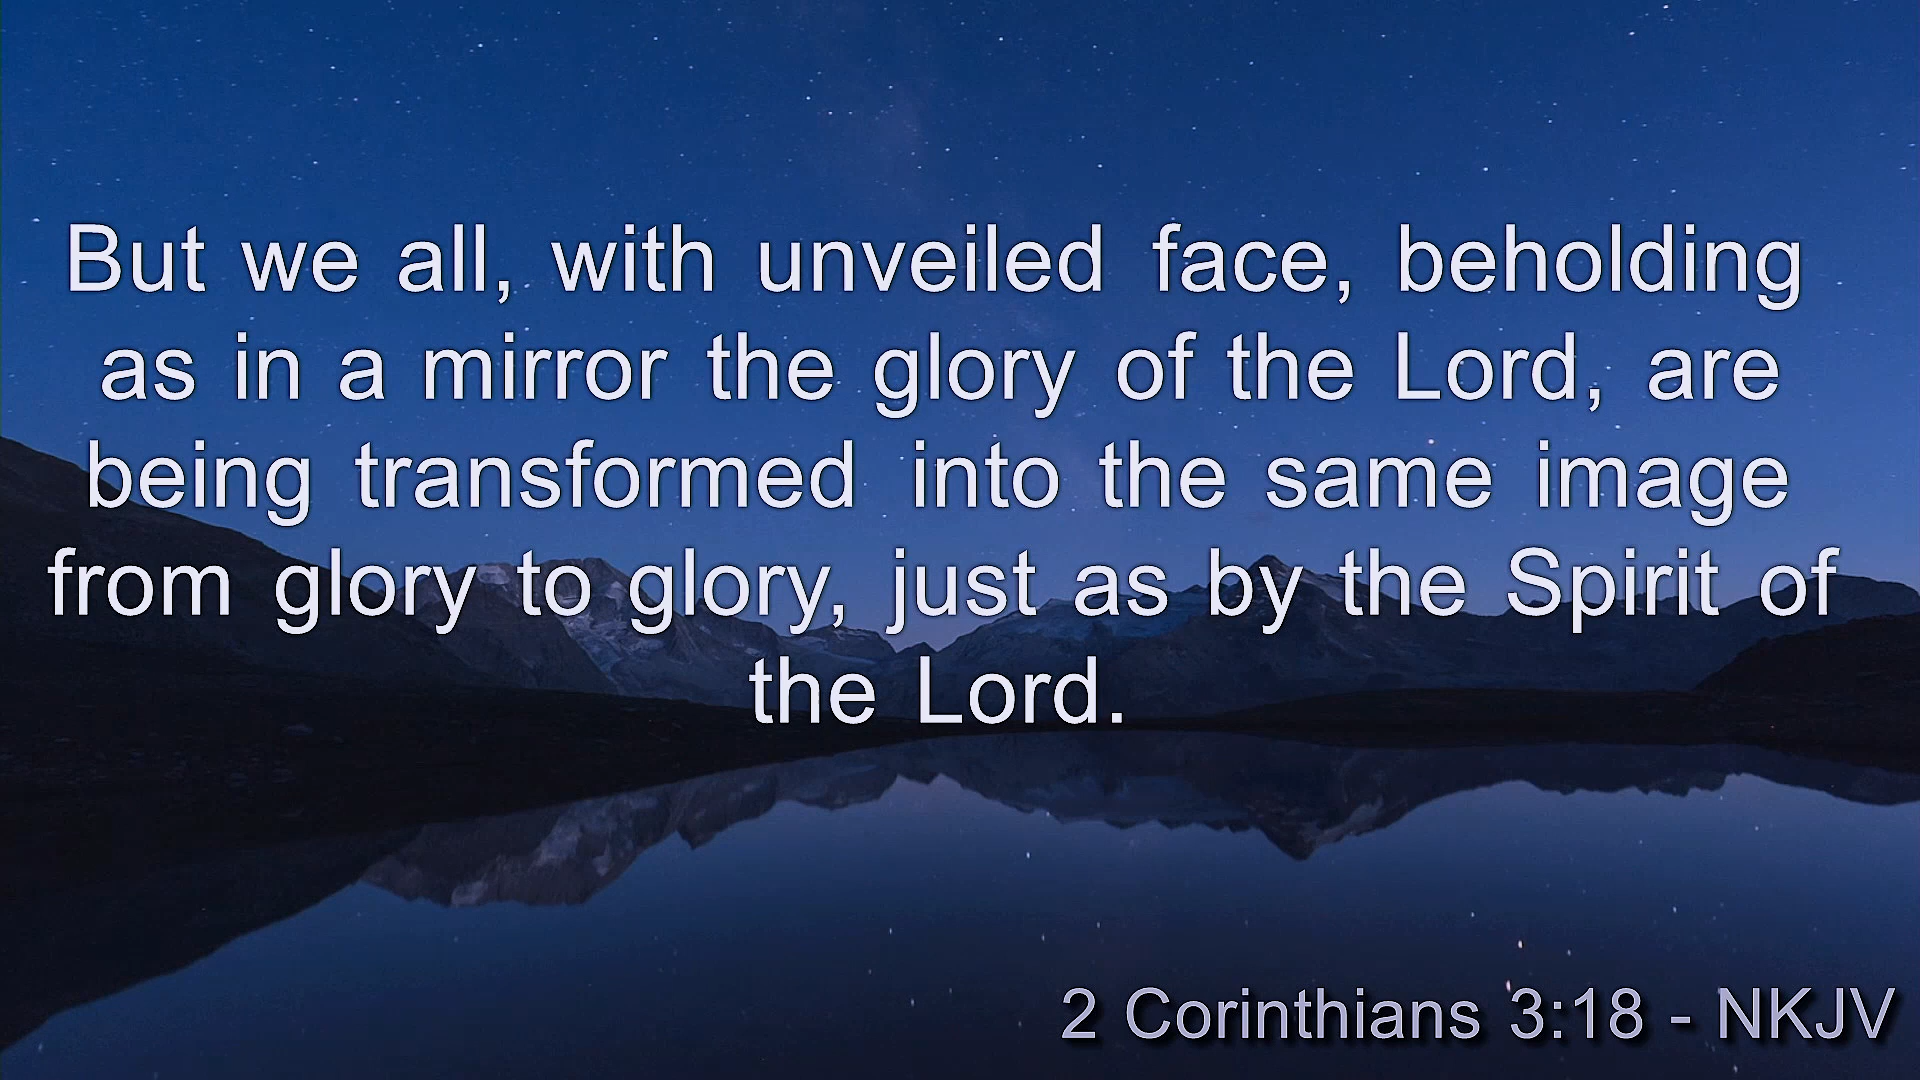 But we all, with unveiled face, beholding
as in a mirror the glory of the Lord, are
being transformed into the same image
from glory to glory, just as by the Spirit of
the Lord.
2 Corinthians 3:18 - NKJV